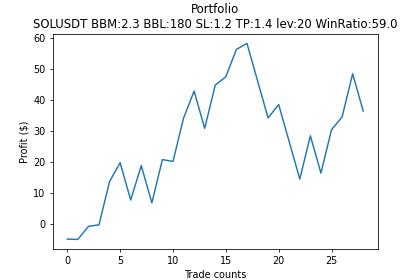 Portfolio
SOLUSDT BBM:2.3 BBL:180 SL:1.2 TP:1.4 lev:20 WinRatio:59.0
Profit ($)
60
50
40
30
20
10
0
0 5 10 15 20 25
Trade counts